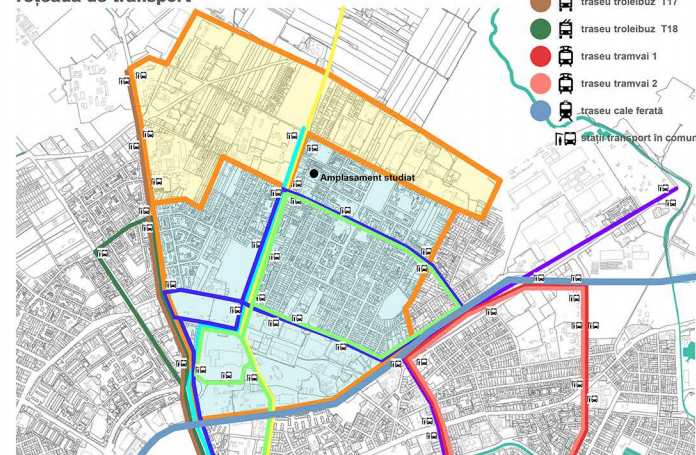 rețeaua de transport
traseu troleibuz T17
traseu troleibuz T18
traseu tramvai 1
traseu tramvai 2
traseu cale ferată
stații transport în comun
Amplasament studiat